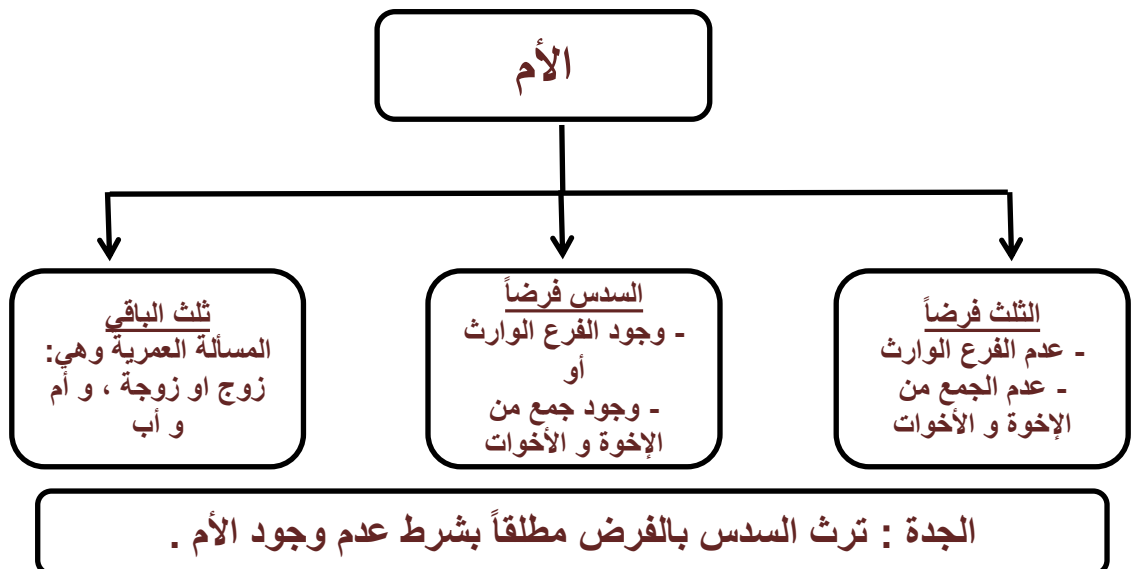 الأم
الثلث فرضاً
- عدم الفرع الوارث
- عدم الجمع من
الإخوة و الأخوات
السدس فرضاً
- وجود الفرع الوارث
أو
- وجود جمع من
الإخوة و الأخوات
ثلث الباقي
المسألة العمرية وهي:
زوج او زوجة ، و أم
و أب
الجدة : ترث السدس بالفرض مطلقاً بشرط عدم وجود الأم .